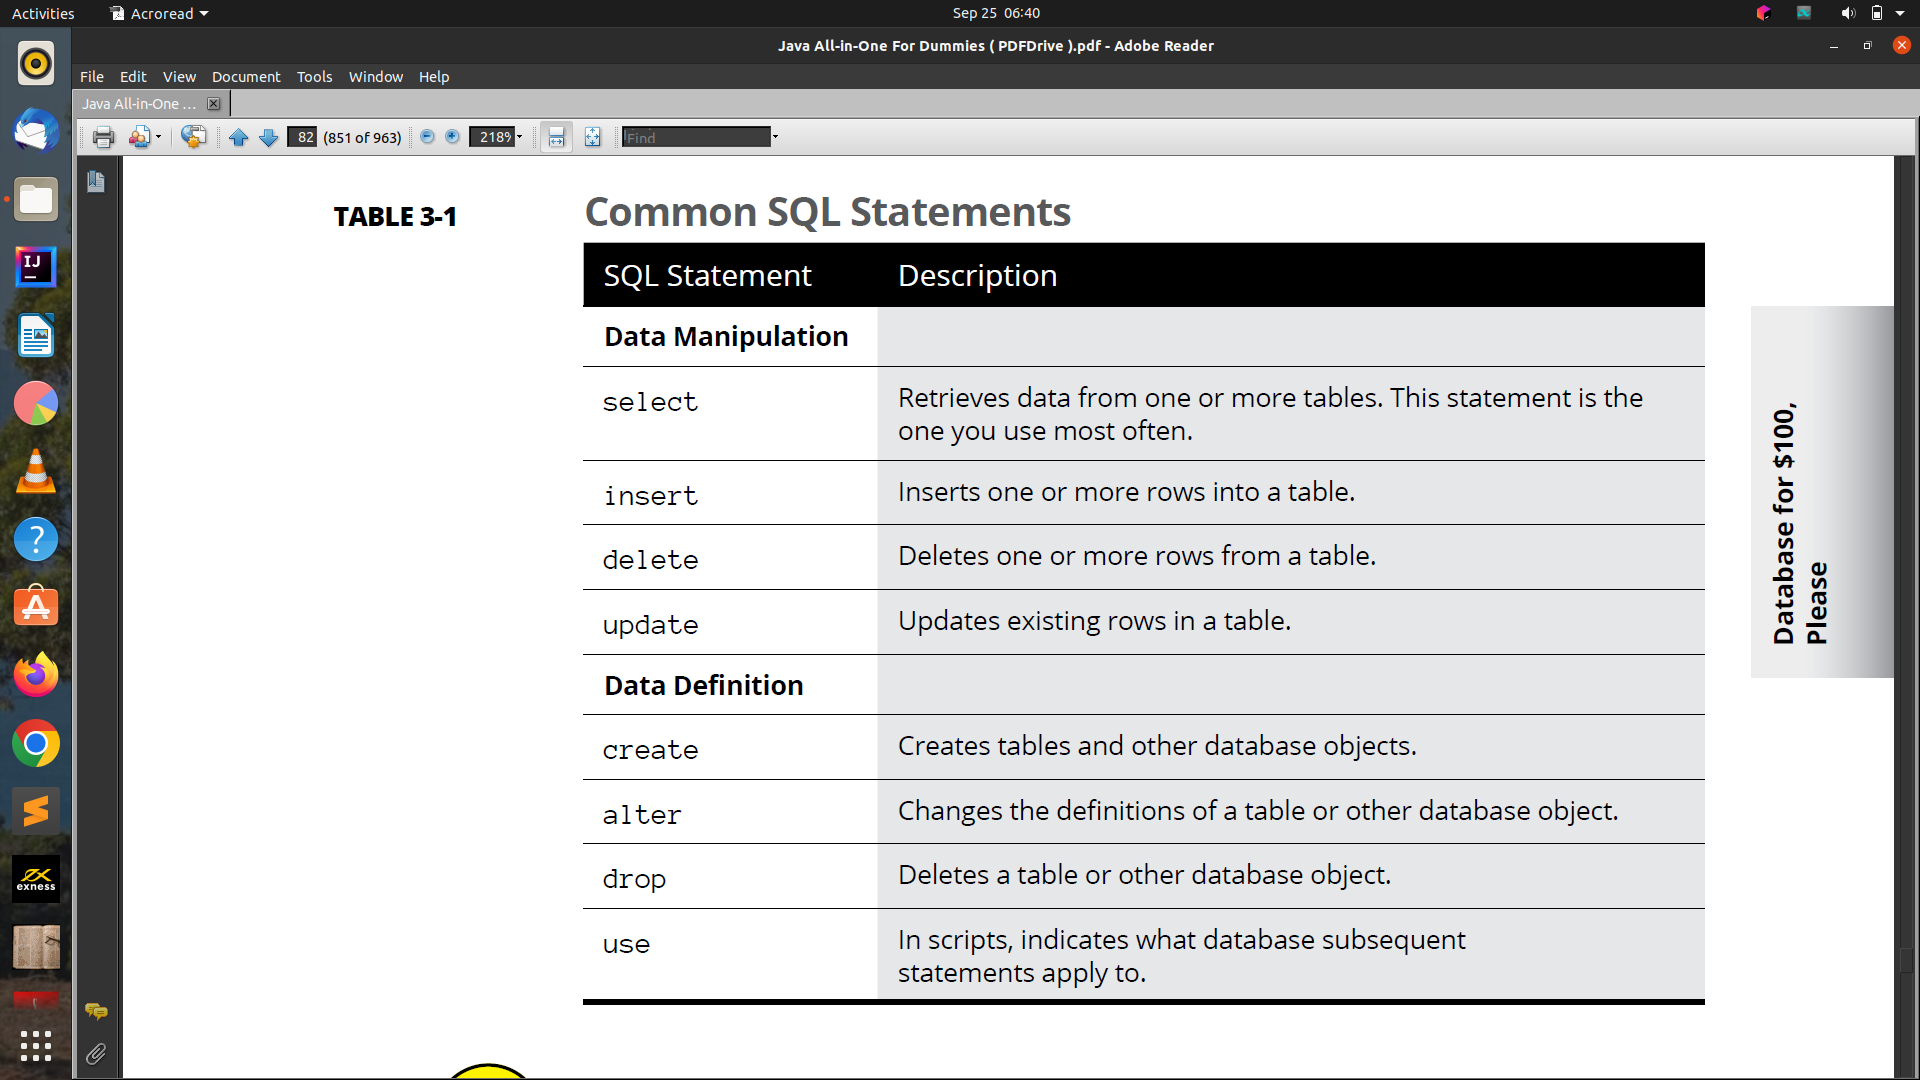 Activities
Acroread
Sep 25 06:40
Java All-in-One For Dummies ( PDFDrive ).pdf - Adobe Reader
File Edit View Document Tools Window Help
Java All-in-One ...
82 (851 of 963) 218% Find
TABLE 3-1 Common SQL Statements
SQL Statement Description
Data Manipulation
select Retrieves data from one or more tables. This statement is the
one you use most often.
insert Inserts one or more rows into a table.
delete Deletes one or more rows from a table.
update Updates existing rows in a table.
Data Definition
create Creates tables and other database objects.
alter Changes the definitions of a table or other database object.
drop Deletes a table or other database object.
use In scripts, indicates what database subsequent
statements apply to.
Database for $100,
Please
IJ
?
exness